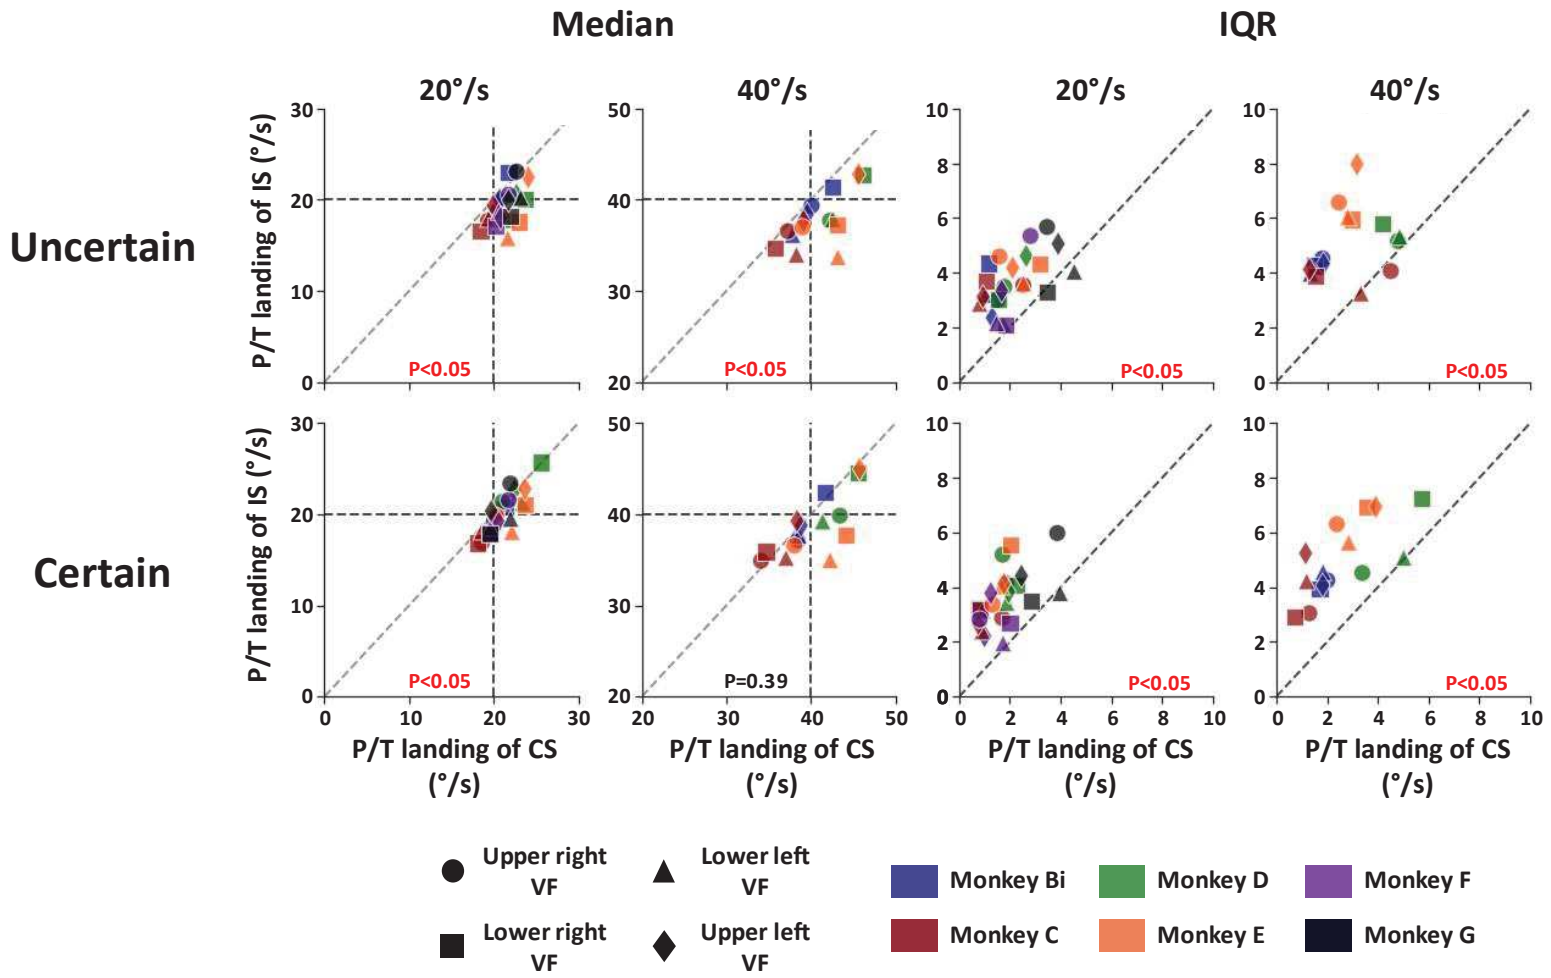 Median
IQR
20°/s
40°/s
20°/s
40°/s
Uncertain
P/T landing of IS (°/s)
30
20
10
0
P<0.05
50
40
30
20
P<0.05
10
8
6
4
2
0
P<0.05
10
8
6
4
2
0
P<0.05
Certain
P/T landing of IS (°/s)
30
20
10
0
P<0.05
0
10
20
30
50
40
30
20
P=0.39
20
30
40
50
10
8
6
4
2
0
P<0.05
0
2
4
6
8
10
10
8
6
4
2
0
P<0.05
0
2
4
6
8
10
P/T landing of CS
(°/s)
P/T landing of CS
(°/s)
P/T landing of CS
(°/s)
P/T landing of CS
(°/s)
Upper right
VF
Lower left
VF
Lower right
VF
Upper left
VF
Monkey Bi
Monkey D
Monkey F
Monkey C
Monkey E
Monkey G